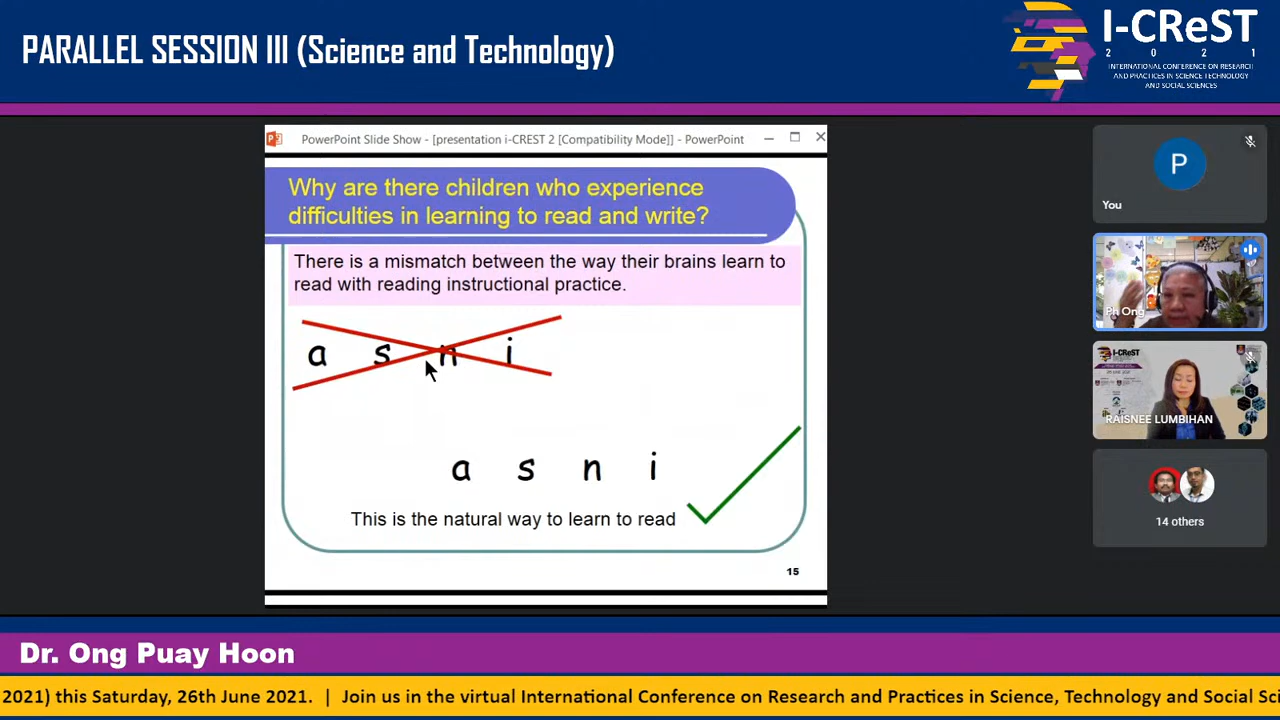 PARALLEL SESSION III (Science and Technology)
I-CReST
2 0 2 1
INTERNATIONAL CONFERENCE ON RESEARCH
AND PRACTICES IN SCIENCE TECHNOLOGY
AND SOCIAL SCIENCES
PowerPoint Slide Show - [presentation i-CREST 2 [Compatibility Mode]] - PowerPoint
Why are there children who experience
difficulties in learning to read and write?
There is a mismatch between the way their brains learn to
read with reading instructional practice.
a s n i
a s n i
This is the natural way to learn to read
15
P
You
Ph Ong
I-CReST
RAISNEE LUMBIHAN
14 others
Dr. Ong Puay Hoon
2021) this Saturday, 26th June 2021. | Join us in the virtual International Conference on Research and Practices in Science, Technology and Social Sci